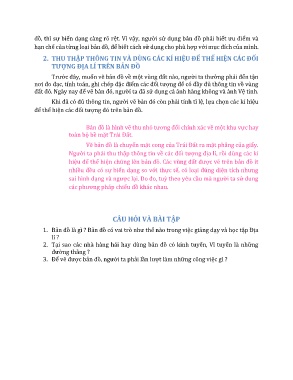 đồ, thì sự biến dạng càng rõ rệt. Vì vậy, người sử dụng bản đồ phải biết ưu điểm và
hạn chế của từng loại bản đồ, để biết cách sử dụng cho phù hợp với mục đích của mình.
2. THU THẬP THÔNG TIN VÀ DÙNG CÁC KÍ HIỆU ĐỂ THỂ HIỆN CÁC ĐỐI
TƯỢNG ĐỊA LÍ TRÊN BẢN ĐỒ
Trước đây, muốn vẽ bản đồ về một vùng đất nào, người ta thường phải đến tận
nơi đo đạc, tính toán, ghi chép đặc điểm các đối tượng để có đầy đủ thông tin về vùng
đất đó. Ngày nay để vẽ bản đồ, người ta đã sử dụng cả ảnh hàng không và ảnh Vệ tinh.
Khi đã có đủ thông tin, người vẽ bản đồ còn phải tính tỉ lệ, lựa chọn các kí hiệu
để thể hiện các đối tượng đó trên bản đồ.
Bản đồ là hình vẽ thu nhỏ tương đối chính xác về một khu vực hay
toàn bộ bề mặt Trái Đất.
Vẽ bản đồ là chuyển mặt cong của Trái Đất ra mặt phẳng của giấy.
Người ta phải thu thập thông tin về các đối tượng địa lí, rồi dùng các kí
hiệu để thể hiện chúng lên bản đồ. Các vùng đất được vẽ trên bản đồ ít
nhiều đều có sự biến dạng so với thực tế, có loại đúng diện tích nhưng
sai hình dạng và ngược lại. Do đó, tuỳ theo yêu cầu mà người ta sử dụng
các phương pháp chiếu đồ khác nhau.
CÂU HỎI VÀ BÀI TẬP
1. Bản đồ là gì ? Bản đồ có vai trò như thế nào trong việc giảng dạy và học tập Địa
lí ?
2. Tại sao các nhà hàng hải hay dùng bản đồ có kinh tuyến, Vĩ tuyến là những
đường thẳng ?
3. Để vẽ được bản đồ, người ta phải lần lượt làm những công việc gì ?